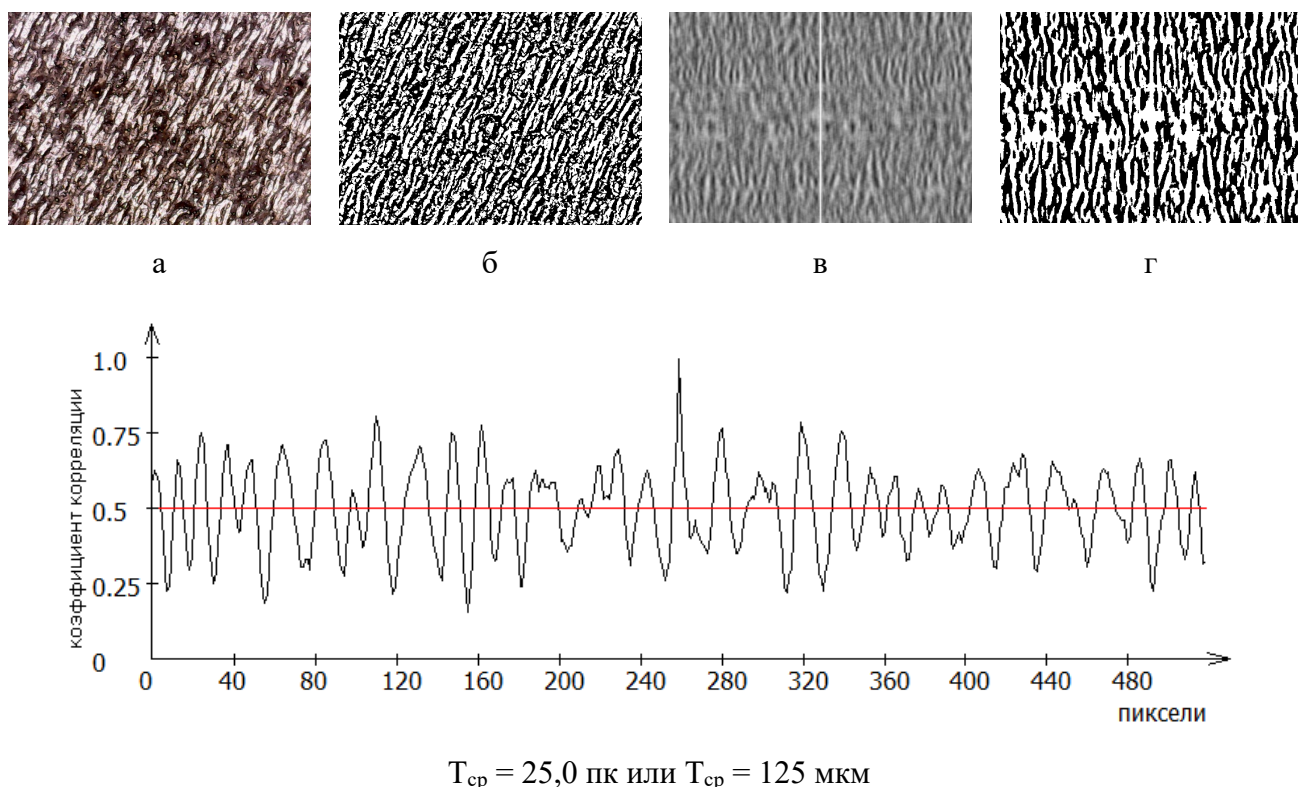 а б в г
коэффициент корреляции
1.0
0.75
0.5
0.25
0
0 40 80 120 160 200 240 280 320 360 400 440 480
пиксели
Tср = 25,0 пк или Tср = 125 мкм